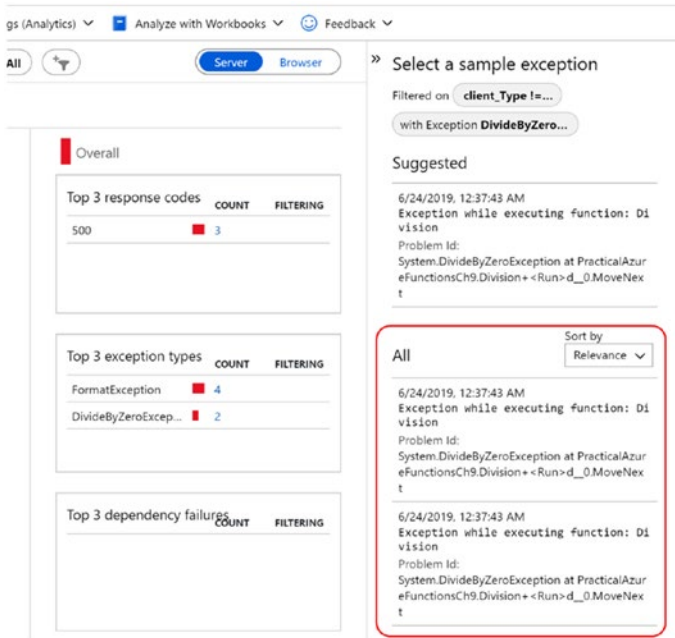 gs (Analytics)
Analyze with Workbooks
Feedback
All
Server
Browser
Overall
Top 3 response codes COUNT FILTERING
500 3
Top 3 exception types COUNT FILTERING
FormatException 4
DivideByZeroExcep... 2
Top 3 dependency failures COUNT FILTERING
» Select a sample exception
Filtered on client_Type !=...
with Exception DivideByZero...
Suggested
6/24/2019, 12:37:43 AM
Exception while executing function: Di
vision
Problem Id:
System.DivideByZeroException at PracticalAzur
eFunctionsCh9.Division+<Run>d__0.MoveNex
t
Sort by
All
Relevance
6/24/2019, 12:37:43 AM
Exception while executing function: Di
vision
Problem Id:
System.DivideByZeroException at PracticalAzur
eFunctionsCh9.Division+<Run>d__0.MoveNex
t
6/24/2019, 12:37:43 AM
Exception while executing function: Di
vision
Problem Id:
System.DivideByZeroException at PracticalAzur
eFunctionsCh9.Division+<Run>d__0.MoveNex
t